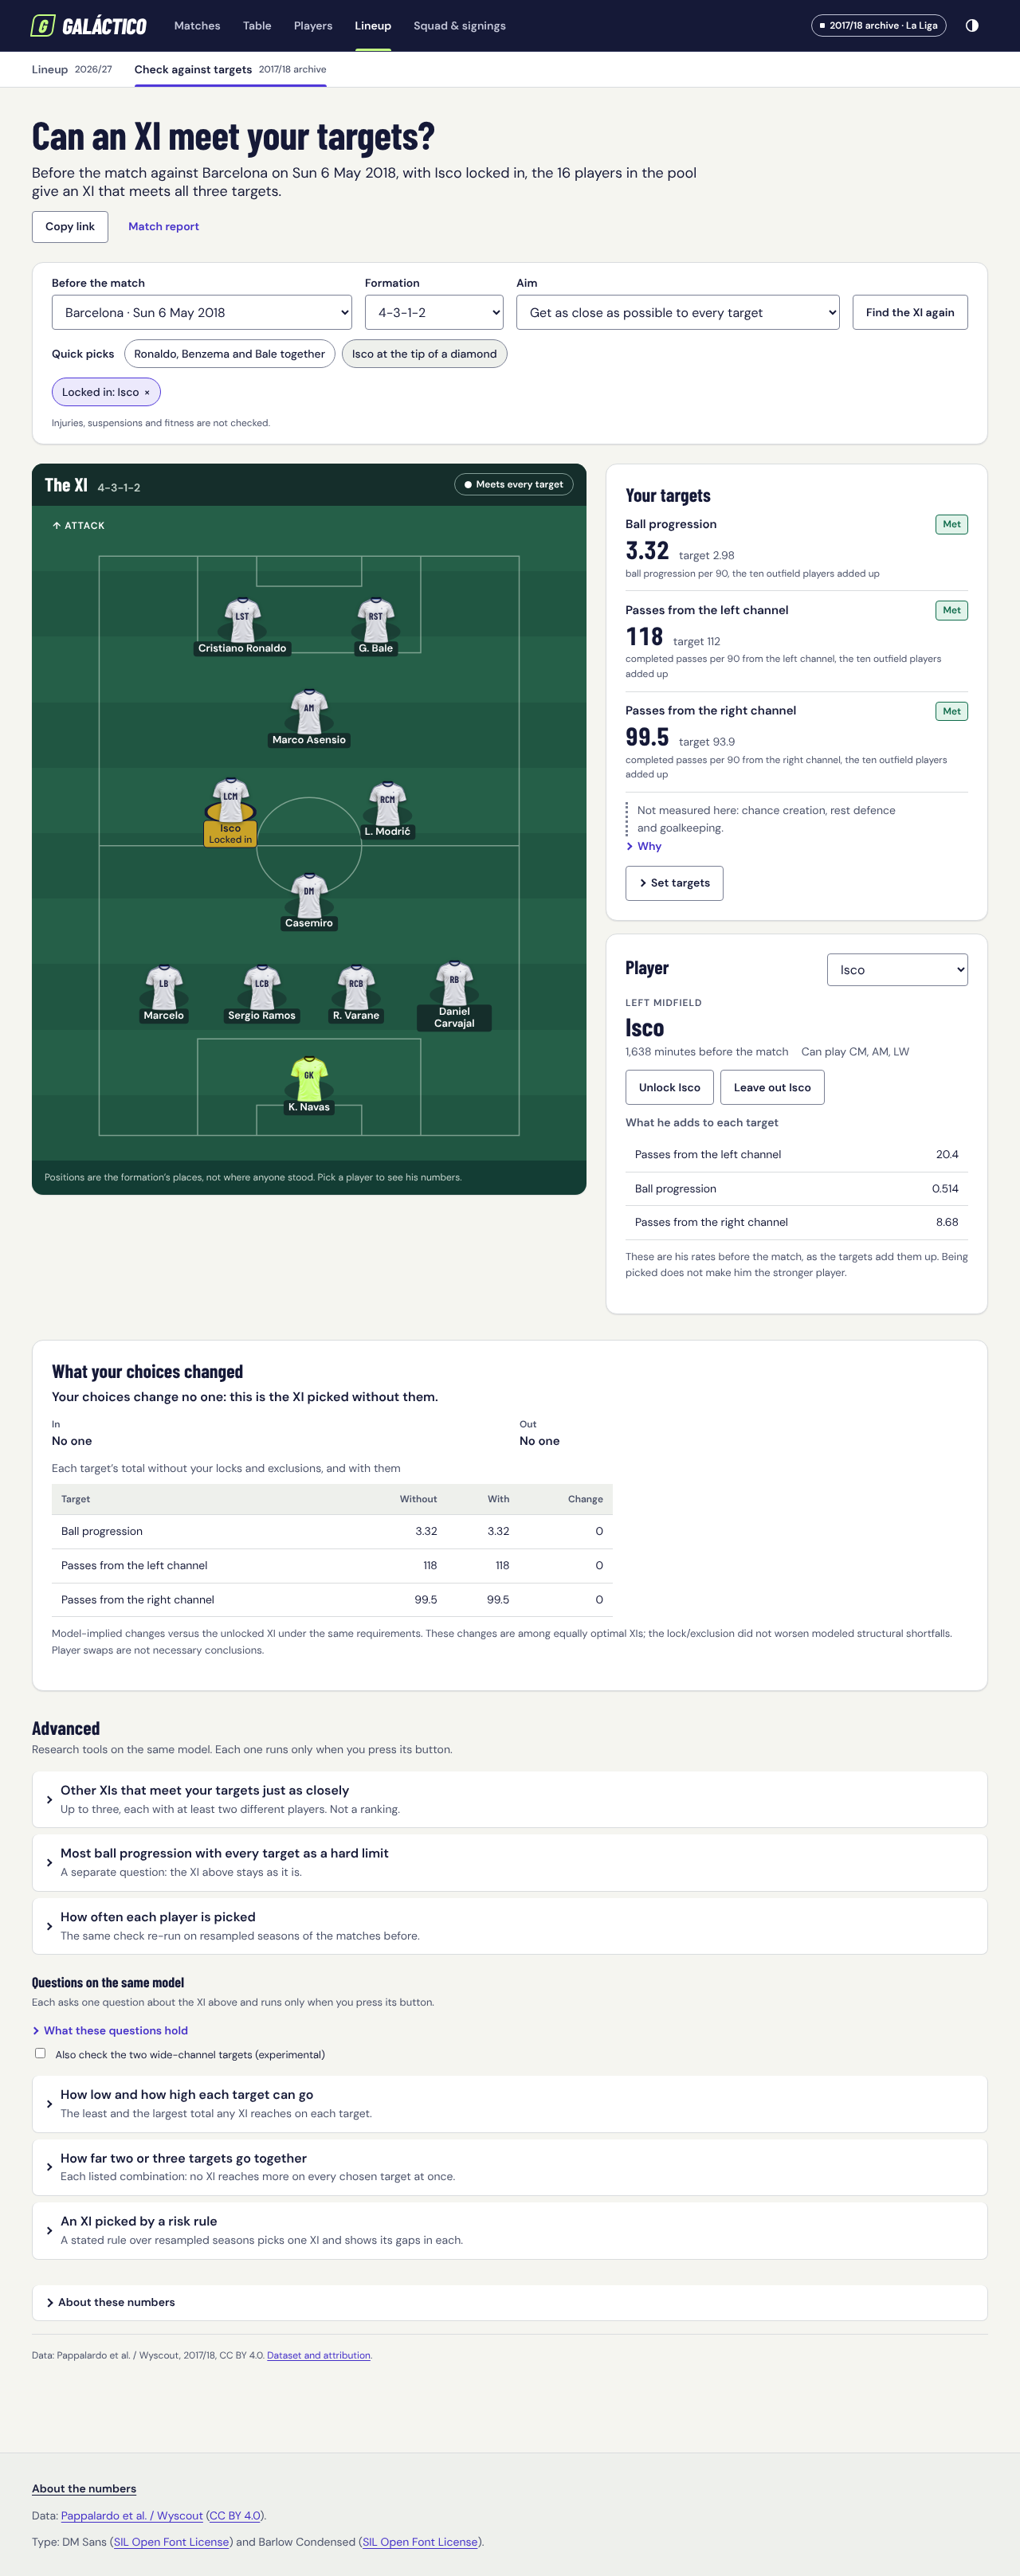 G GALÁCTICO
Matches Table Players Lineup Squad & signings
2017/18 archive · La Liga
Lineup 2026/27 Check against targets 2017/18 archive
Can an XI meet your targets?
Before the match against Barcelona on Sun 6 May 2018, with Isco locked in, the 16 players in the pool
give an XI that meets all three targets.
Copy link Match report
Before the match Formation Aim
Barcelona · Sun 6 May 2018 4-3-1-2 Get as close as possible to every target Find the XI again
Quick picks Ronaldo, Benzema and Bale together Isco at the tip of a diamond
Locked in: Isco ×
Injuries, suspensions and fitness are not checked.
The XI 4-3-1-2 Meets every target
↑ ATTACK
LST RST
Cristiano Ronaldo G. Bale
AM
Marco Asensio
LCM RCM
Isco
Locked in
L. Modrić
DM
Casemiro
LB LCB RCB RB
Marcelo Sergio Ramos R. Varane Daniel
Carvajal
GK
K. Navas
Positions are the formation's places, not where anyone stood. Pick a player to see his numbers.
Your targets
Ball progression Met
3.32 target 2.98
ball progression per 90, the ten outfield players added up
Passes from the left channel Met
118 target 112
completed passes per 90 from the left channel, the ten outfield players
added up
Passes from the right channel Met
99.5 target 93.9
completed passes per 90 from the right channel, the ten outfield players
added up
Not measured here: chance creation, rest defence
and goalkeeping.
Why
Set targets
Player Isco
LEFT MIDFIELD
Isco
1,638 minutes before the match Can play CM, AM, LW
Unlock Isco Leave out Isco
What he adds to each target
Passes from the left channel 20.4
Ball progression 0.514
Passes from the right channel 8.68
These are his rates before the match, as the targets add them up. Being
picked does not make him the stronger player.
What your choices changed
Your choices change no one: this is the XI picked without them.
In Out
No one No one
Each target's total without your locks and exclusions, and with them
Target Without With Change
Ball progression 3.32 3.32 0
Passes from the left channel 118 118 0
Passes from the right channel 99.5 99.5 0
Model-implied changes versus the unlocked XI under the same requirements. These changes are among equally optimal XIs; the lock/exclusion did not worsen modeled structural shortfalls.
Player swaps are not necessary conclusions.
Advanced
Research tools on the same model. Each one runs only when you press its button.
Other XIs that meet your targets just as closely
Up to three, each with at least two different players. Not a ranking.
Most ball progression with every target as a hard limit
A separate question: the XI above stays as it is.
How often each player is picked
The same check re-run on resampled seasons of the matches before.
Questions on the same model
Each asks one question about the XI above and runs only when you press its button.
What these questions hold
Also check the two wide-channel targets (experimental)
How low and how high each target can go
The least and the largest total any XI reaches on each target.
How far two or three targets go together
Each listed combination: no XI reaches more on every chosen target at once.
An XI picked by a risk rule
A stated rule over resampled seasons picks one XI and shows its gaps in each.
About these numbers
Data: Pappalardo et al. / Wyscout, 2017/18, CC BY 4.0. Dataset and attribution.
About the numbers
Data: Pappalardo et al. / Wyscout (CC BY 4.0).
Type: DM Sans (SIL Open Font License) and Barlow Condensed (SIL Open Font License).